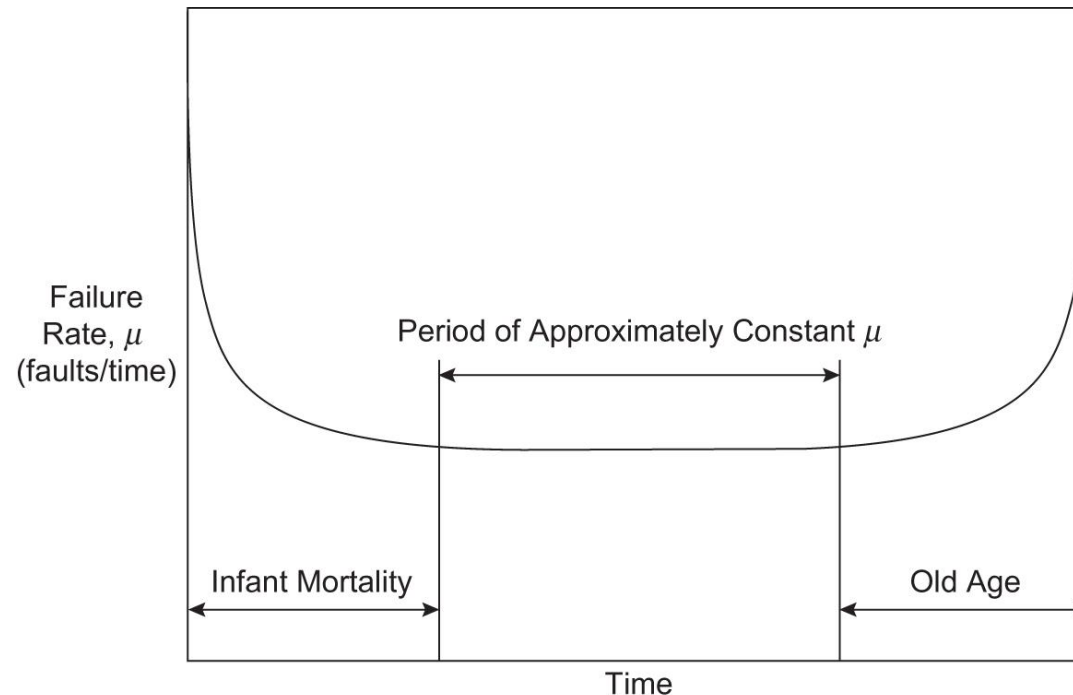 Failure
Rate, μ
(faults/time)
Period of Approximately Constant μ
Infant Mortality
Old Age
Time